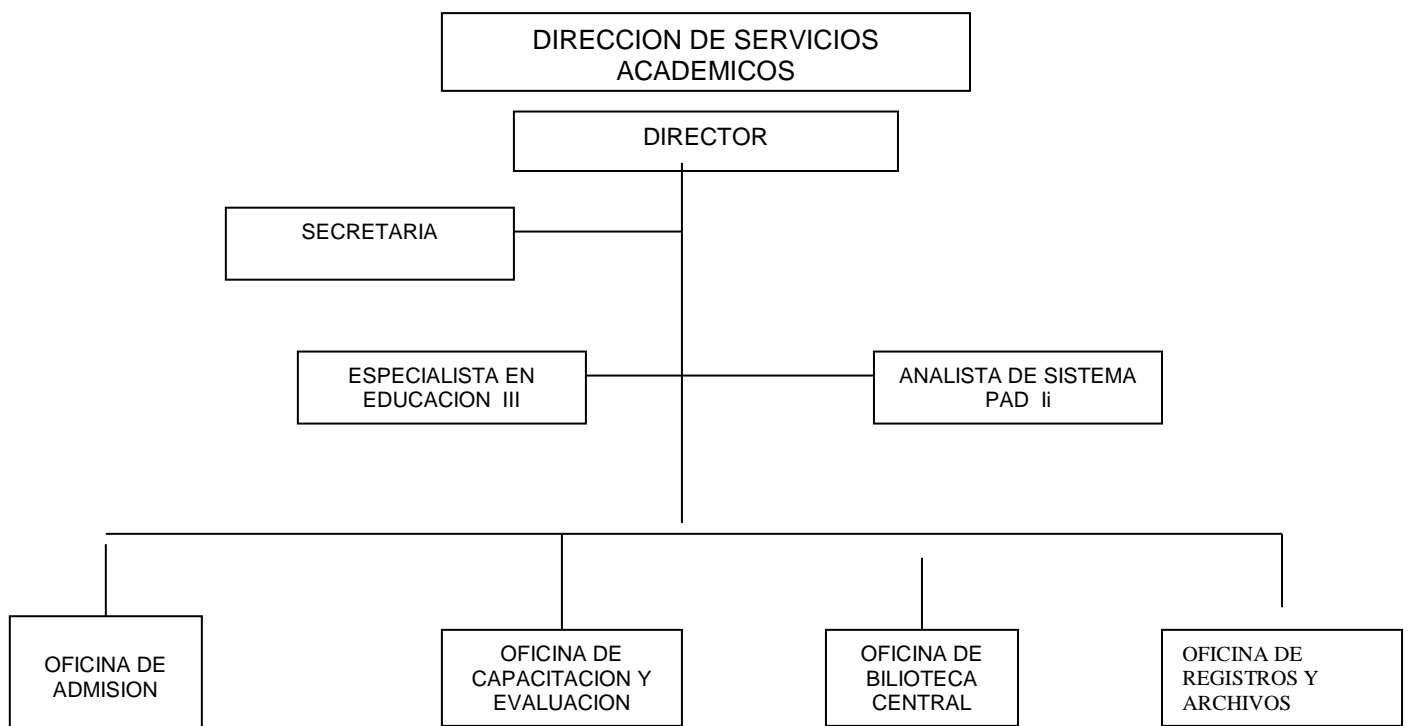 DIRECCION DE SERVICIOS
ACADEMICOS
DIRECTOR
SECRETARIA
ESPECIALISTA EN
EDUCACION III
ANALISTA DE SISTEMA
PAD Ii
OFICINA DE
ADMISION
OFICINA DE
CAPACITACION Y
EVALUACION
OFICINA DE
BILIOTECA
CENTRAL
OFICINA DE
REGISTROS Y
ARCHIVOS